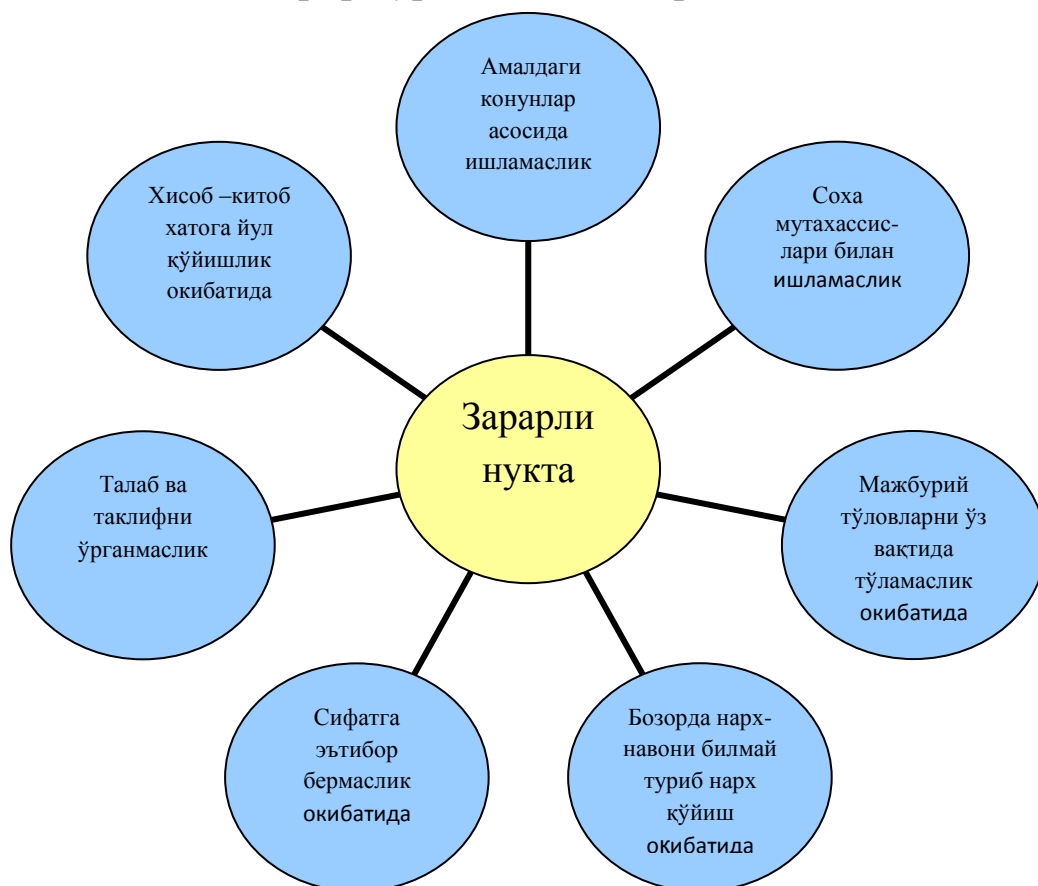 Амалдаги
конунлар
асосида
ишламаслик
Хисоб –китоб
хатога йул
қўйишлик
окибатида
Соха
мутахассис-
лари билан
ишламаслик
Зарарли
нукта
Талаб ва
таклифни
ўрганмаслик
Мажбурий
тўловларни ўз
вақтида
тўламаслик
окибатида
Сифатга
эътибор
бермаслик
окибатида
Бозорда нарх-
навони билмай
туриб нарх
қўйиш
окибатида